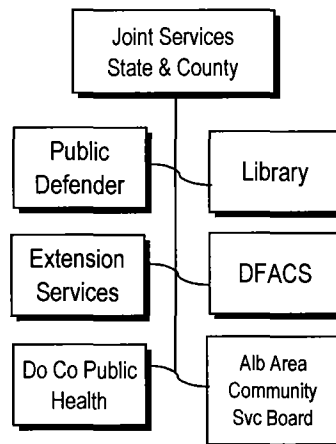 Joint Services
State & County
Public
Defender
Library
Extension
Services
DFACS
Do Co Public
Health
Alb Area
Community
Svc Board